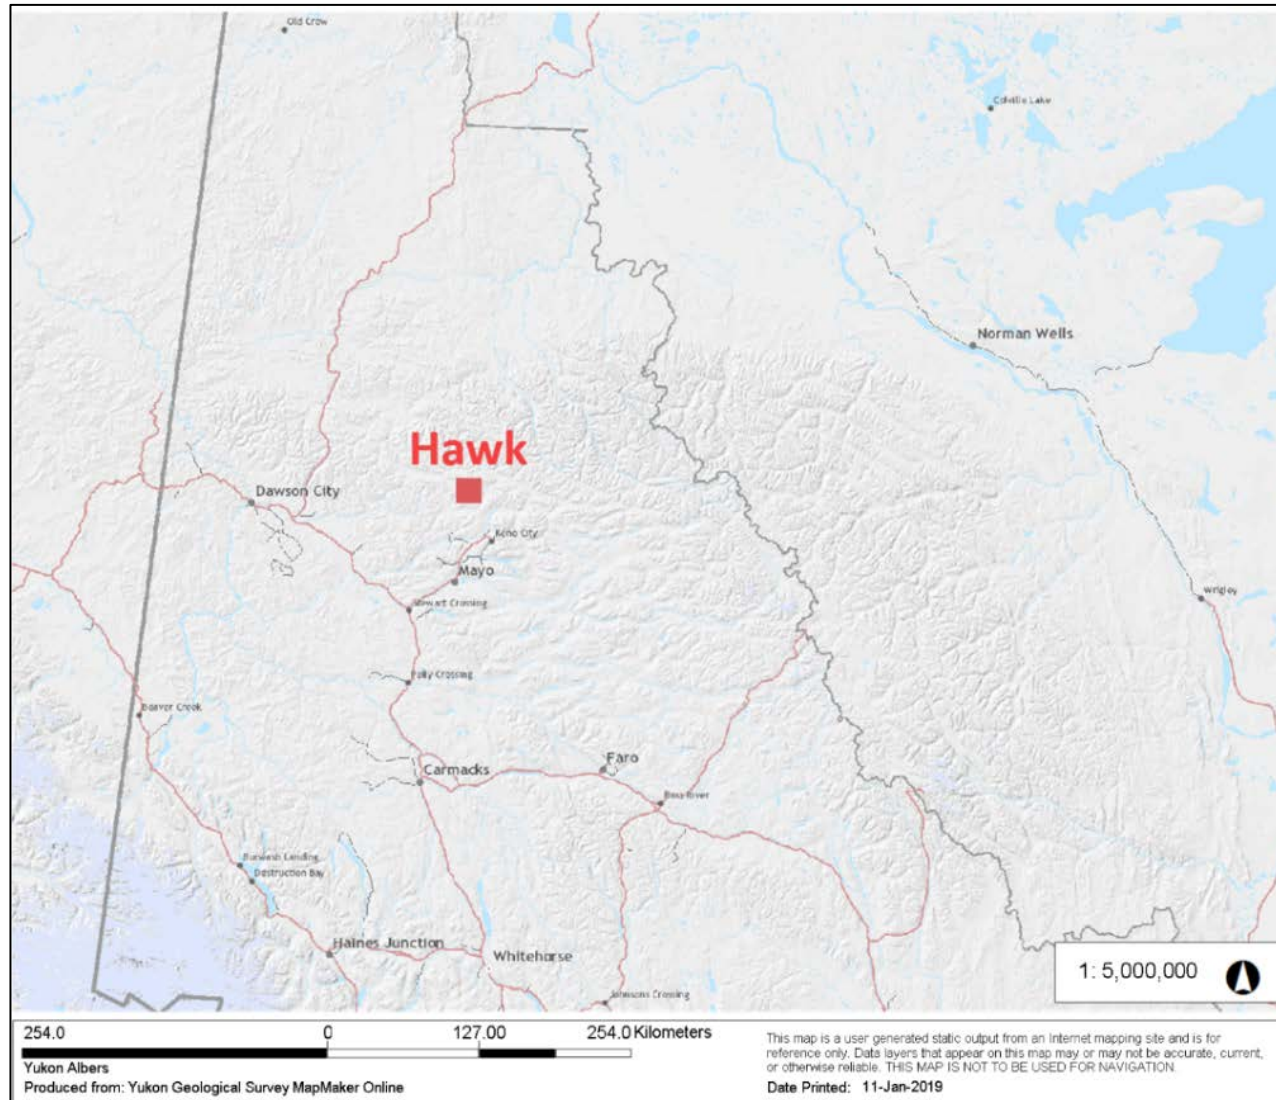 Old Crow
Colville Lake
Norman Wells
Hawk
Dawson City
Keno City
Mayo
Stewart Crossing
Wrigley
Pelly Crossing
Beaver Creek
Faro
Carmacks
Ross River
Burwash Landing
Destruction Bay
Haines Junction
Whitehorse
Johnsons Crossing
1: 5,000,000
254.0 0 127.00 254.0 Kilometers
Yukon Albers
Produced from: Yukon Geological Survey MapMaker Online
This map is a user generated static output from an Internet mapping site and is for
reference only. Data layers that appear on this map may or may not be accurate, current,
or otherwise reliable. THIS MAP IS NOT TO BE USED FOR NAVIGATION.
Date Printed: 11-Jan-2019